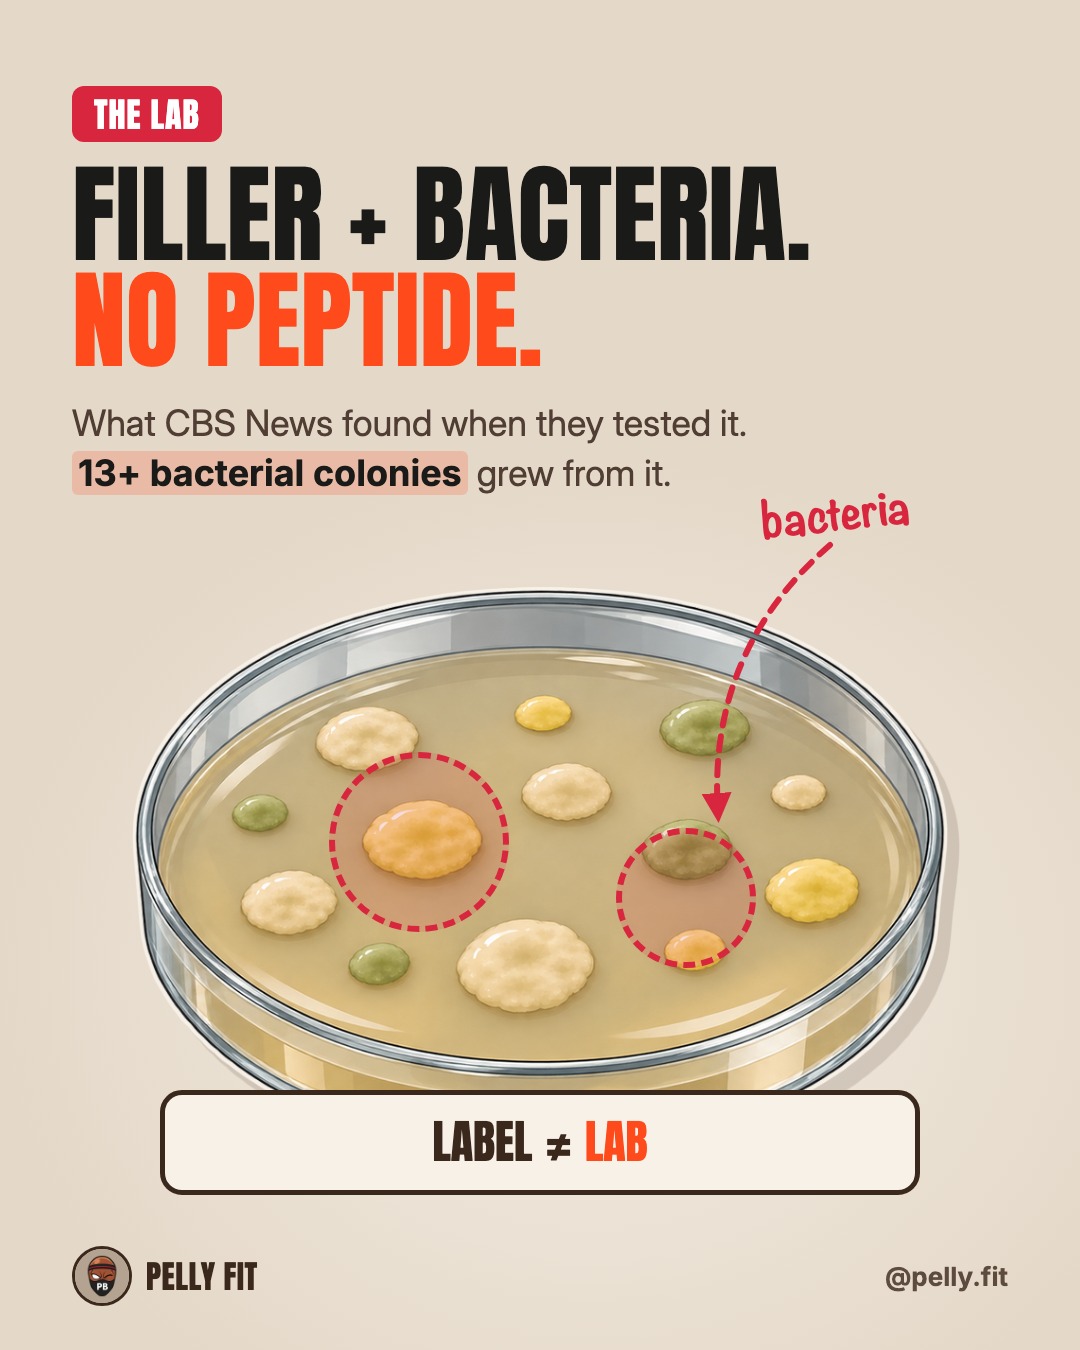 THE LAB
FILLER + BACTERIA.
NO PEPTIDE.
What CBS News found when they tested it.
13+ bacterial colonies grew from it.
bacteria
LABEL ≠ LAB
PB
PELLY FIT
@pelly.fit